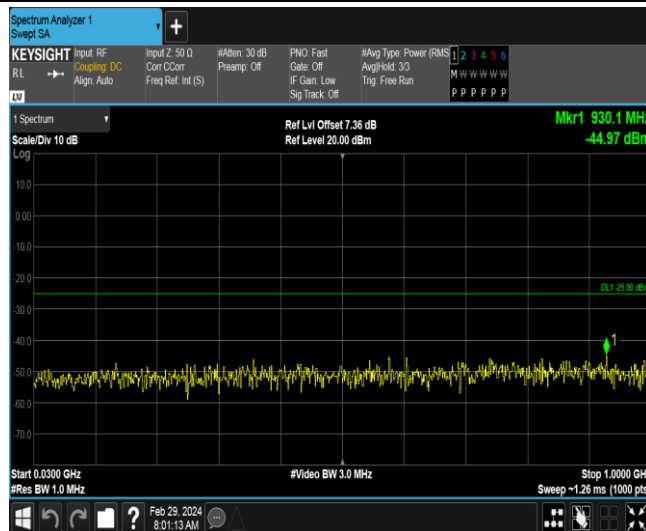 Spectrum Analyzer 1
Swept SA
KEYSIGHT
RL
Input: RF
Coupling: DC
Align: Auto
Input Z: 50 Ω
Corr CCorr
Freq Ref: Int (S)
#Atten: 30 dB
Preamp: Off
PNO: Fast
Gate: Off
IF Gain: Low
Sig Track: Off
#Avg Type: Power (RMS
Avg|Hold: 3/3
Trig: Free Run
1 2 3 4 5 6
M W W W W W
P P P P P P
1 Spectrum
Scale/Div 10 dB
Ref Lvl Offset 7.36 dB
Ref Level 20.00 dBm
Mkr1 930.1 MHz
-44.97 dBm
Log
10.0
0.00
-10.0
-20.0
DL1 -25.00 dBm
-30.0
-40.0
1
-50.0
-60.0
-70.0
Start 0.0300 GHz
#Video BW 3.0 MHz
Stop 1.0000 GH
#Res BW 1.0 MHz
Sweep ~1.26 ms (1000 pts
?
Feb 29, 2024
8:01:13 AM